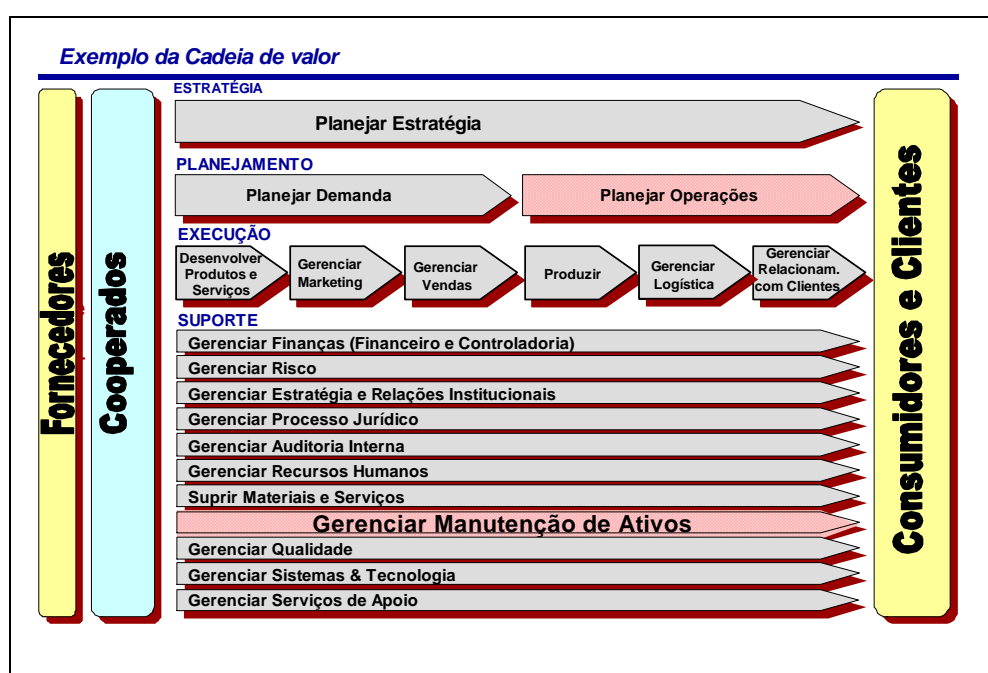 Exemplo da Cadeia de valor
ESTRATÉGIA
Planejar Estratégia
PLANEJAMENTO
Planejar Demanda
Planejar Operações
EXECUÇÃO
Desenvolver
Produtos e
Serviços
Gerenciar
Marketing
Gerenciar
Vendas
Produzir
Gerenciar
Logística
Gerenciar
Relacionam.
com Clientes
SUPORTE
Gerenciar Finanças (Financeiro e Controladoria)
Gerenciar Risco
Gerenciar Estratégia e Relações Institucionais
Gerenciar Processo Jurídico
Gerenciar Auditoria Interna
Gerenciar Recursos Humanos
Suprir Materiais e Serviços
Gerenciar Manutenção de Ativos
Gerenciar Qualidade
Gerenciar Sistemas & Tecnologia
Gerenciar Serviços de Apoio
Fornecedores
Cooperados
Consumidores e Clientes